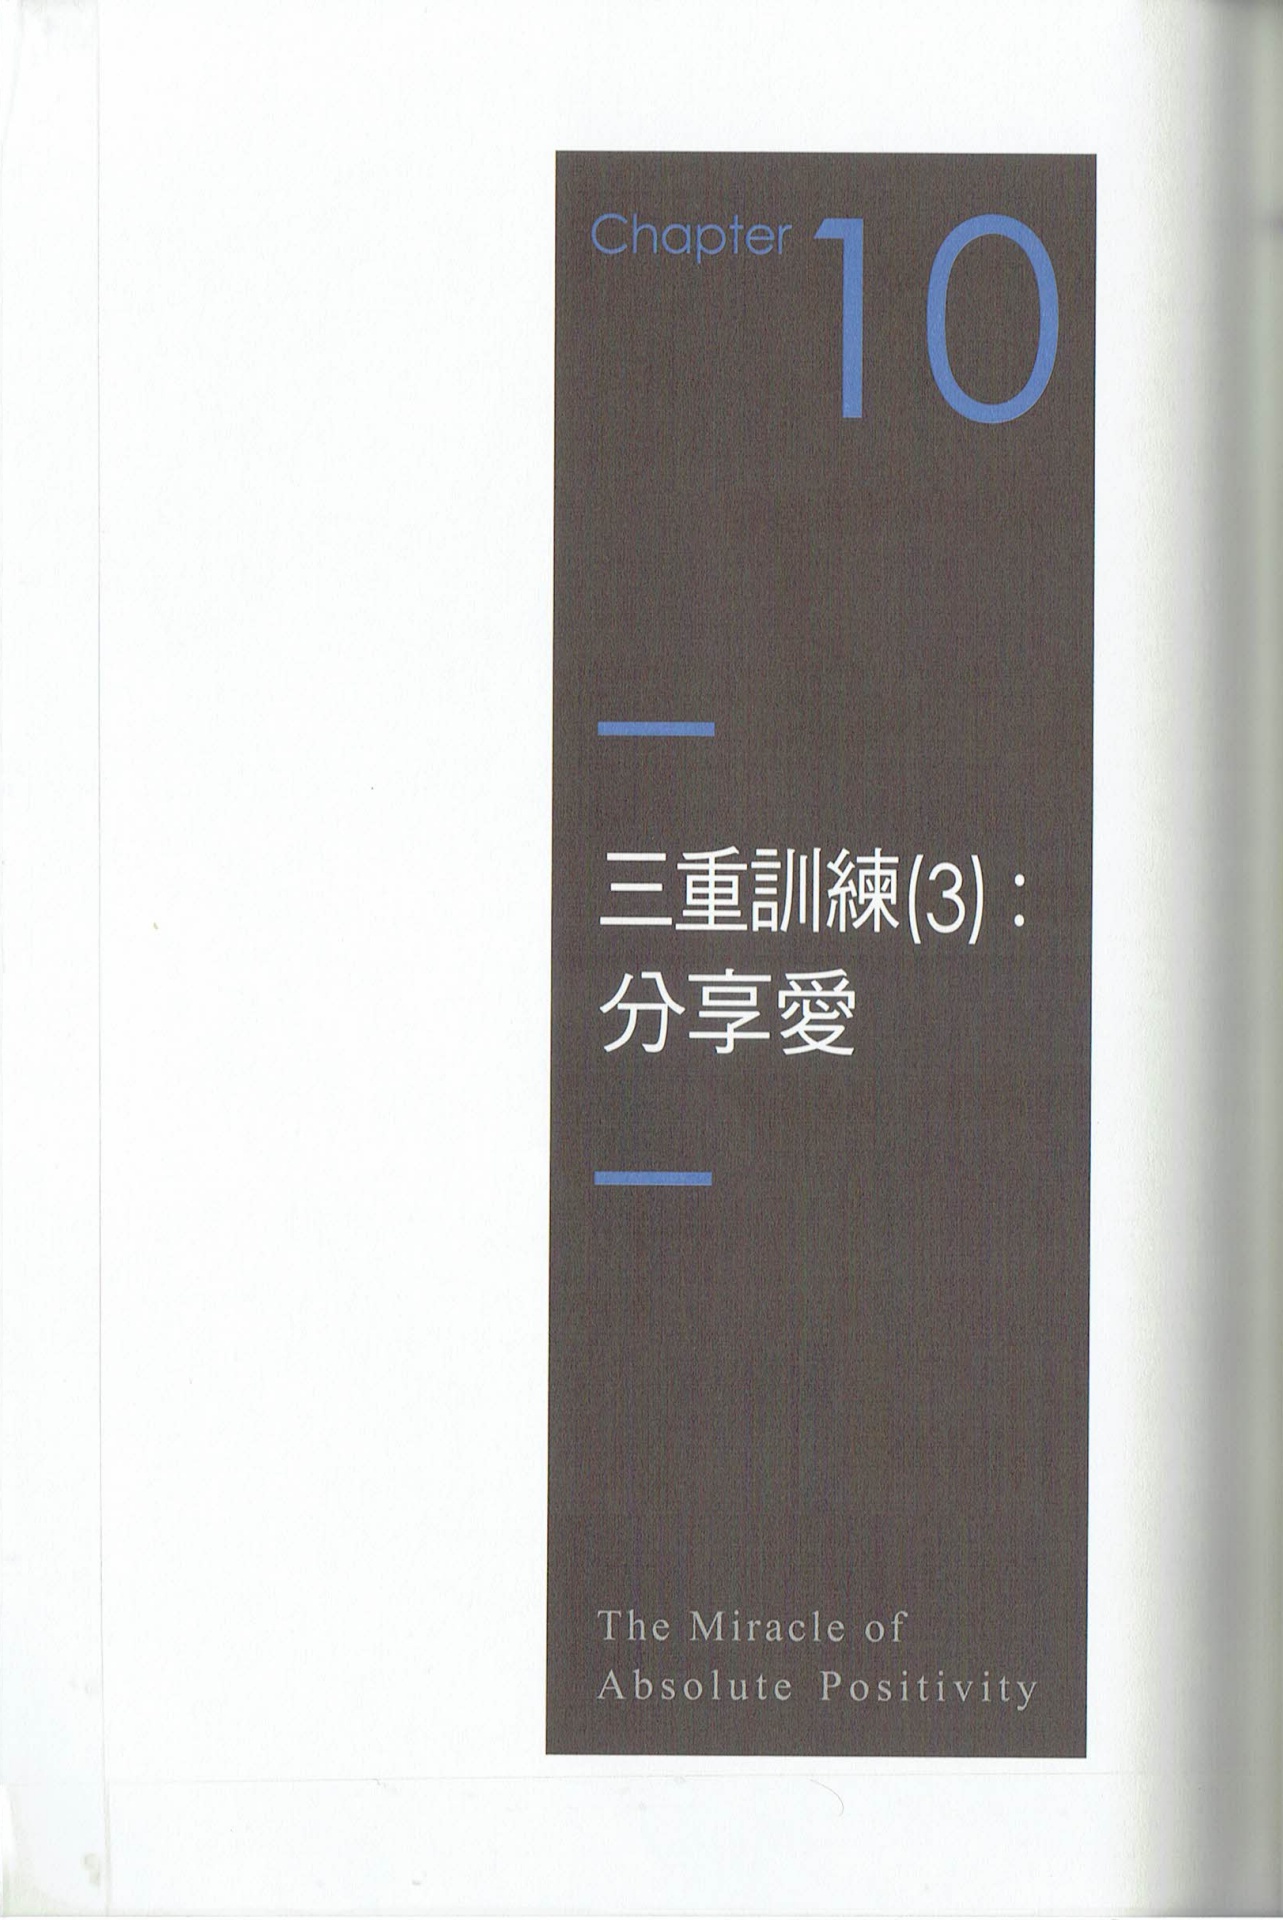 Chapter 10
三重訓練(3)：
分享愛
The Miracle of
Absolute Positivity